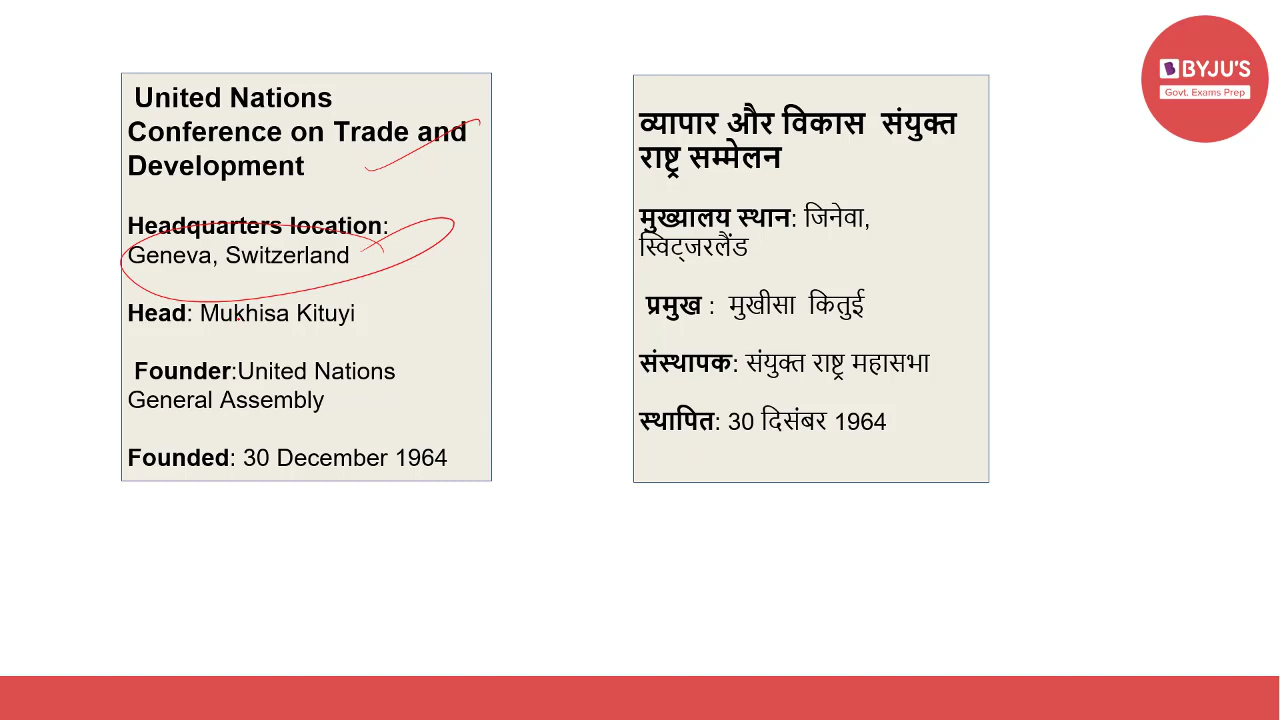 United Nations
Conference on Trade and
Development
Headquarters location:
Geneva, Switzerland
Head: Mukhisa Kituyi
Founder:United Nations
General Assembly
Founded: 30 December 1964
व्यापार और विकास संयुक्त
राष्ट्र सम्मेलन
मुख्यालय स्थान: जिनेवा,
स्विट्जरलैंड
प्रमुख : मुखीसा कितुई
संस्थापक: संयुक्त राष्ट्र महासभा
स्थापित: 30 दिसंबर 1964
BYJU'S
Govt. Exams Prep